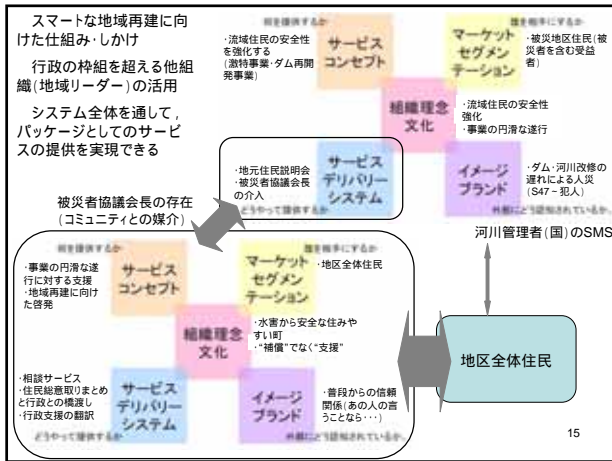 スマートな地域再建に向
けた仕組み・しかけ
行政の枠組を超える他組
織(地域リーダー)の活用
システム全体を通して,
パッケージとしてのサービ
スの提供を実現できる
何を提供するか
・流域住民の安全性
を強化する
(激特事業・ダム再開
発事業)
サービス
コンセプト
誰を相手にするか
マーケット
セグメン
テーション
・被災地区住民(被
災者を含む受益
者)
組織理念
文化
・流域住民の安全性
強化
・事業の円滑な遂行
・地元住民説明会
・被災者協議会長
の介入
サービス
デリバリー
システム
どうやって提供するか
イメージ
ブランド
・ダム・河川改修の
遅れによる人災
(S47-犯人)
外部にどう認知されているか。
河川管理者(国)のSMS
被災者協議会長の存在
(コミュニティとの媒介)
何を提供するか
・事業の円滑な遂
行に対する支援
・地域再建に向け
た啓発
サービス
コンセプト
誰を相手にするか
マーケット
セグメン
テーション
・地区全体住民
組織理念
文化
・水害から安全な住みや
すい町
・“補償”でなく“支援”
・相談サービス
・住民総意取りまとめ
と行政との橋渡し
・行政支援の翻訳
サービス
デリバリー
システム
どうやって提供するか
イメージ
ブランド
・普段からの信頼
関係(あの人の言
うことなら・・・)
外部にどう認知されているか。
地区全体住民
15